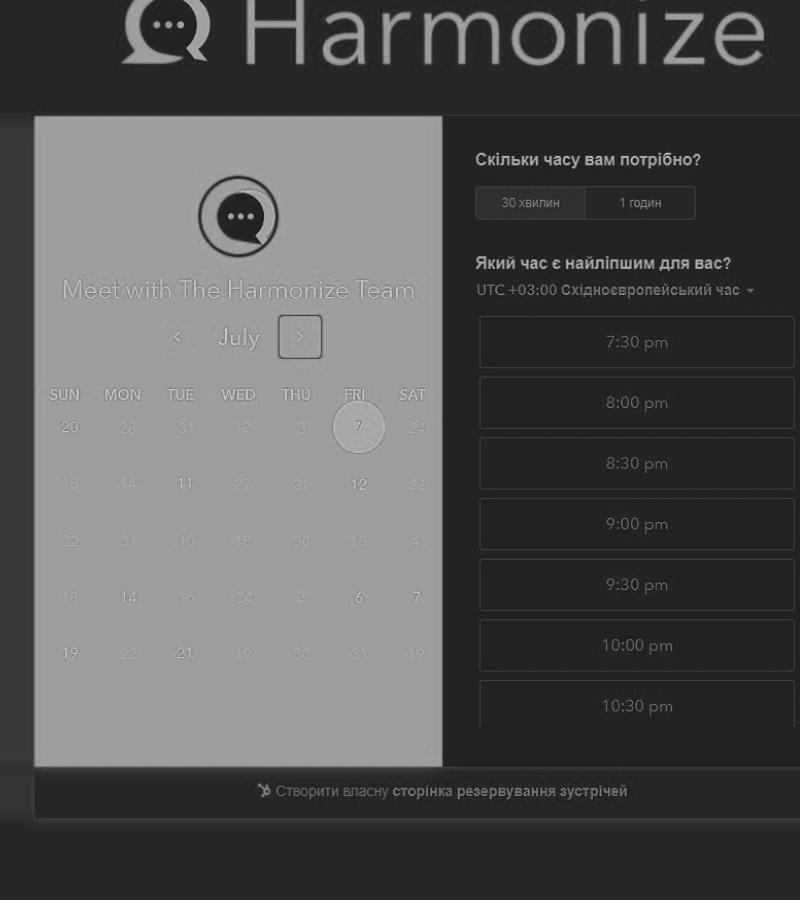 Harmonize
Meet with The Harmonize Team
July
SUN MON TUE WED THU FRI SAT
20 28 31 12 3 7 24
13 14 11 27 21 12 22
22 31 10 18 30 18 4
18 14 16 24 2 6 7
19 22 21 19 30 31 19
Скільки часу вам потрібно?
30 хвилин 1 годин
Який час є найліпшим для вас?
UTC +03:00 Східноєвропейський час
7:30 pm
8:00 pm
8:30 pm
9:00 pm
9:30 pm
10:00 pm
10:30 pm
Створити власну сторінка резервування зустрічей